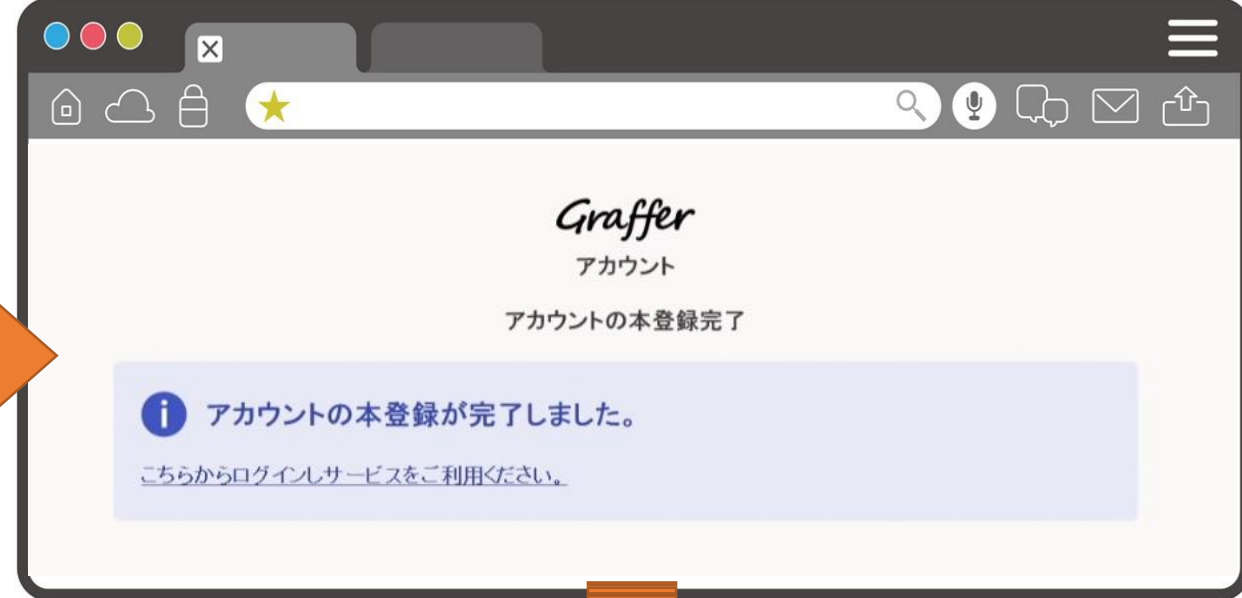 Graffer
アカウント
アカウントの本登録完了
アカウントの本登録が完了しました。
こちらからログインしサービスをご利用ください。